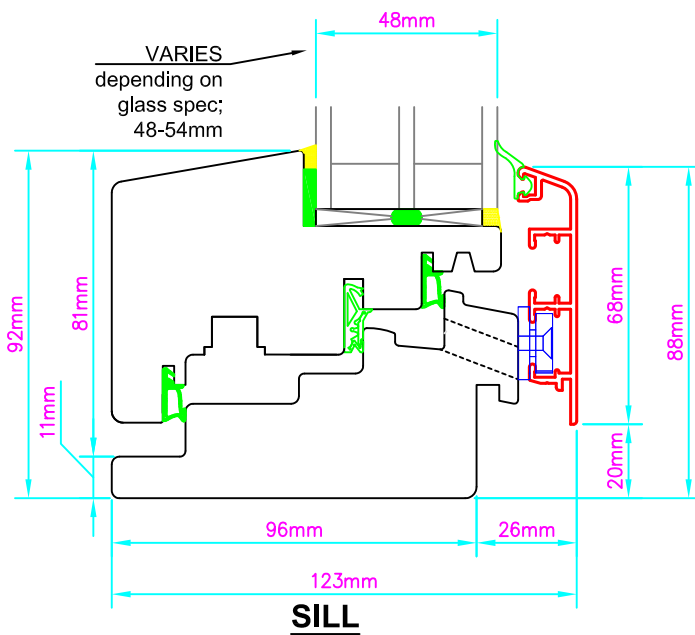 48mm
VARIES
depending on
glass spec;
48-54mm
92mm
81mm
11mm
68mm
88mm
20mm
96mm
26mm
123mm
SILL